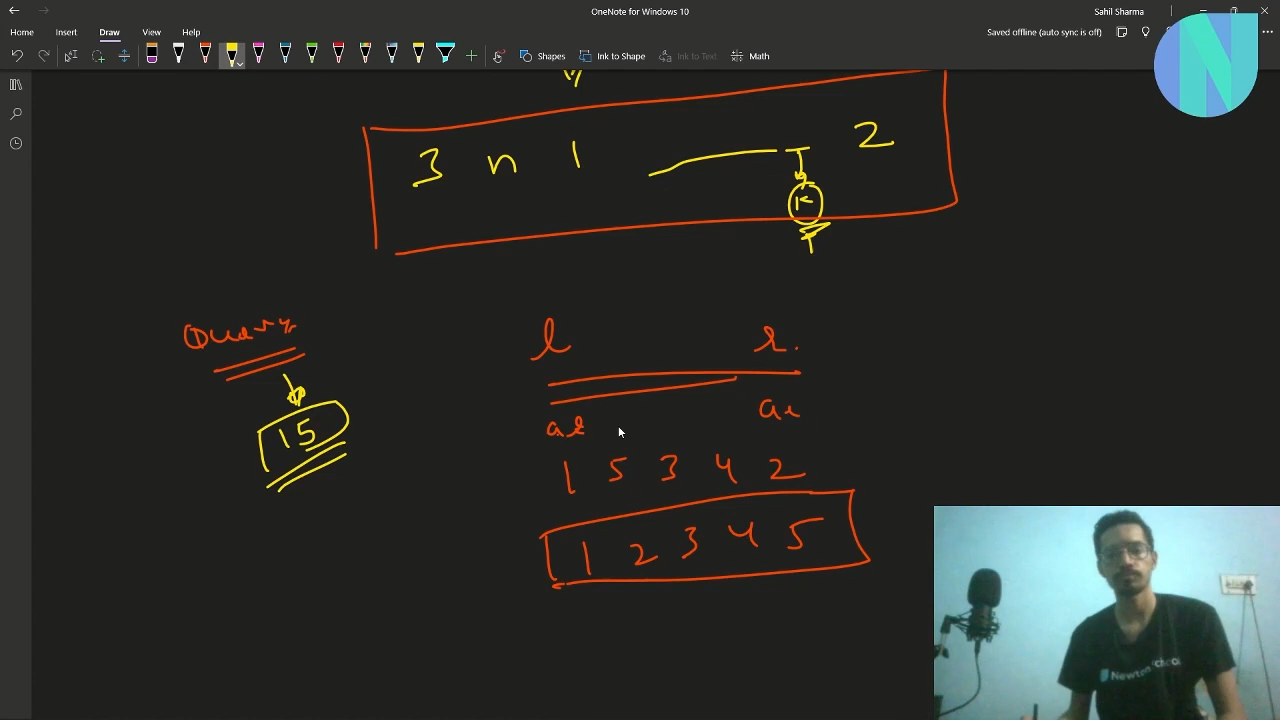 OneNote for Windows 10
Sahil Sharma
Home Insert Draw View Help
Saved offline (auto sync is off)
Shapes Ink to Shape Ink to Text Math
3 n 1 2
K
Query
l r.
15
1 5 3 4 2
1 2 3 4 5
Newton School